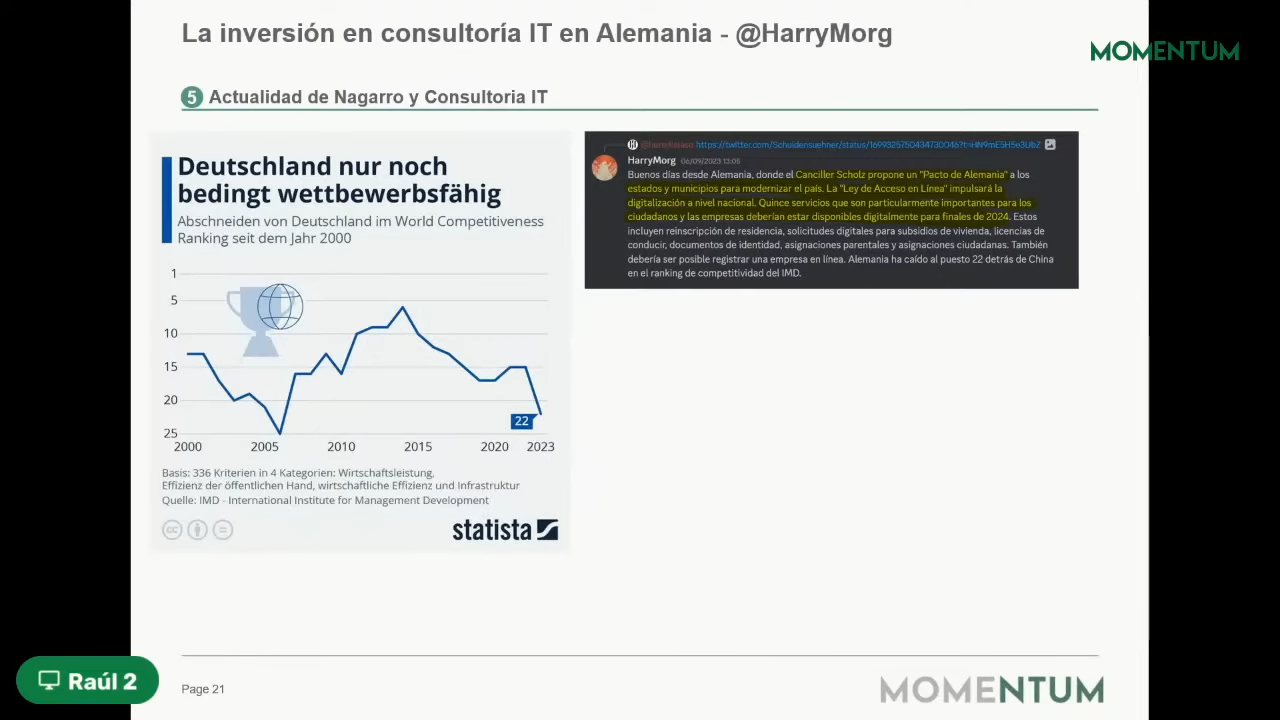 La inversión en consultoría IT en Alemania - @HarryMorg
MOMENTUM
5 Actualidad de Nagarro y Consultoria IT
Deutschland nur noch
bedingt wettbewerbsfähig
Abschneiden von Deutschland im World Competitiveness
Ranking seit dem Jahr 2000
1
5
10
15
20
25
22
2000 2005 2010 2015 2020 2023
Basis: 336 Kriterien in 4 Kategorien: Wirtschaftsleistung,
Effizienz der öffentlichen Hand, wirtschaftliche Effizienz und Infrastruktur
Quelle: IMD - International Institute for Management Development
statista
HarryMorg 06/09/2023 13:05
Buenos días desde Alemania, donde el Canciller Scholz propone un "Pacto de Alemania" a los
estados y municipios para modernizar el país. La "Ley de Acceso en Línea" impulsará la
digitalización a nivel nacional. Quince servicios que son particularmente importantes para los
ciudadanos y las empresas deberían estar disponibles digitalmente para finales de 2024. Estos
incluyen reinscripción de residencia, solicitudes digitales para subsidios de vivienda, licencias de
conducir, documentos de identidad, asignaciones parentales y asignaciones ciudadanas. También
debería ser posible registrar una empresa en línea. Alemania ha caído al puesto 22 detrás de China
en el ranking de competitividad del IMD.
Raúl 2
Page 21
MOMENTUM